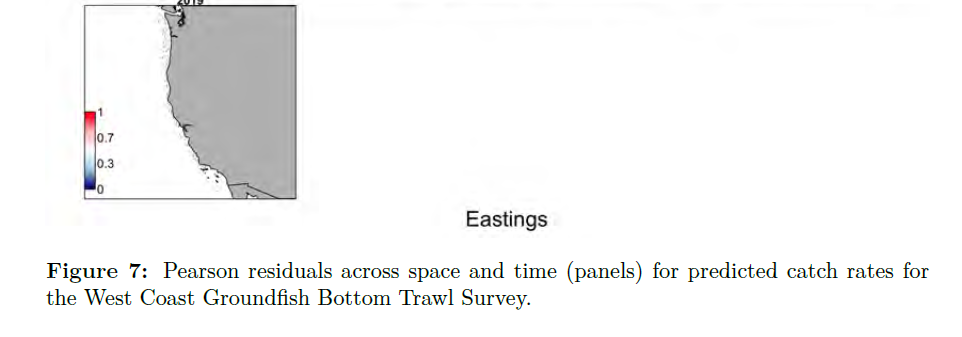 2019
1
0.7
0.3
0
Eastings
Figure 7: Pearson residuals across space and time (panels) for predicted catch rates for
the West Coast Groundfish Bottom Trawl Survey.